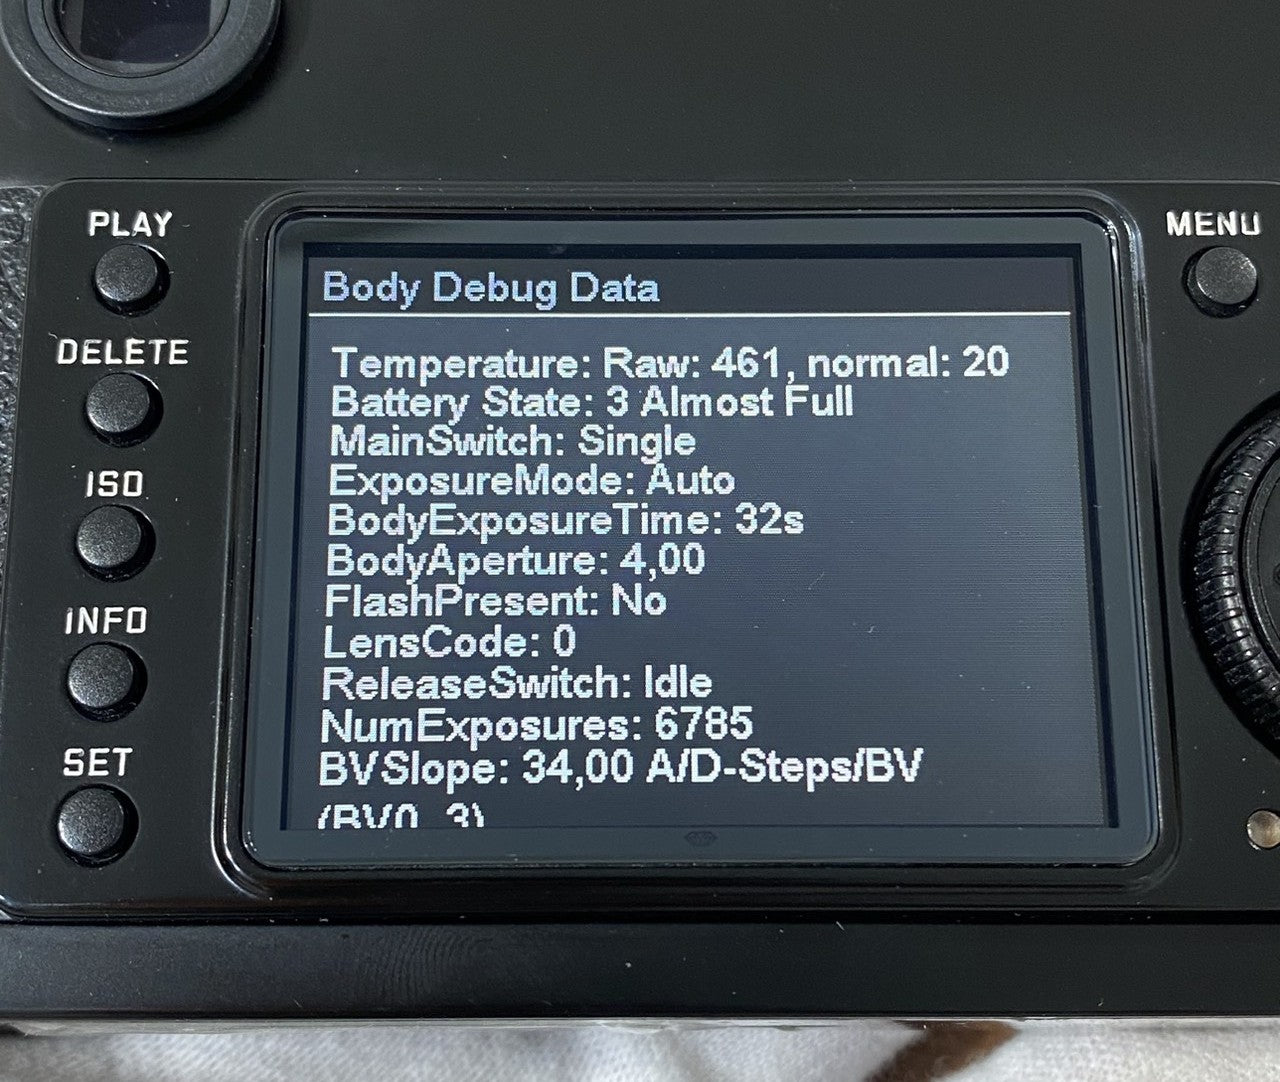 PLAY
MENU
DELETE
ISO
INFO
SET
Body Debug Data
Temperature: Raw: 461, normal: 20
Battery State: 3 Almost Full
MainSwitch: Single
ExposureMode: Auto
BodyExposureTime: 32s
BodyAperture: 4,00
FlashPresent: No
LensCode: 0
ReleaseSwitch: Idle
NumExposures: 6785
BVSlope: 34,00 A/D-Steps/BV